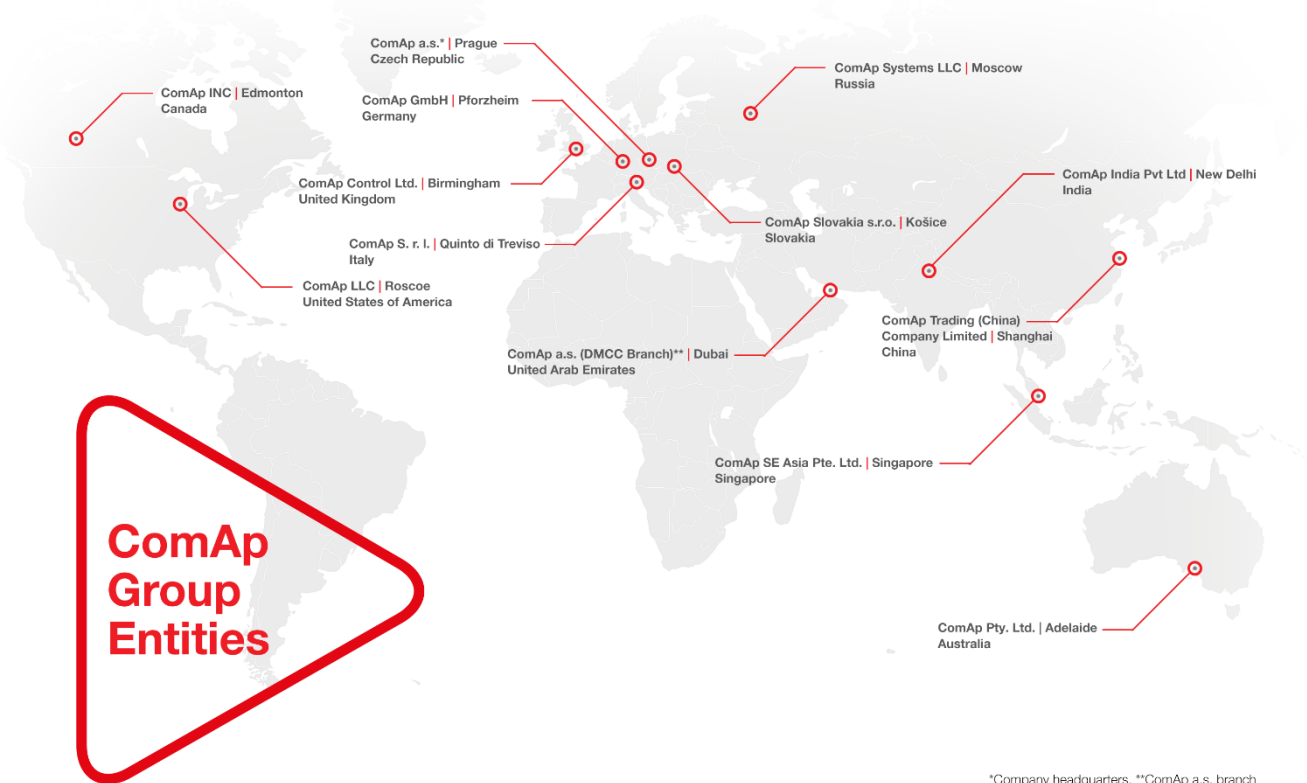 ComAp a.s.* | Prague
Czech Republic
ComAp Systems LLC | Moscow
Russia
ComAp INC | Edmonton
Canada
ComAp GmbH | Pforzheim
Germany
ComAp India Pvt Ltd | New Delhi
India
ComAp Control Ltd. | Birmingham
United Kingdom
ComAp Slovakia s.r.o. | Košice
Slovakia
ComAp S. r. l. | Quinto di Treviso
Italy
ComAp LLC | Roscoe
United States of America
ComAp Trading (China)
Company Limited | Shanghai
China
ComAp a.s. (DMCC Branch)** | Dubai
United Arab Emirates
ComAp SE Asia Pte. Ltd. | Singapore
Singapore
ComAp
Group
Entities
ComAp Pty. Ltd. | Adelaide
Australia
*Company headquarters, **ComAp a.s. branch